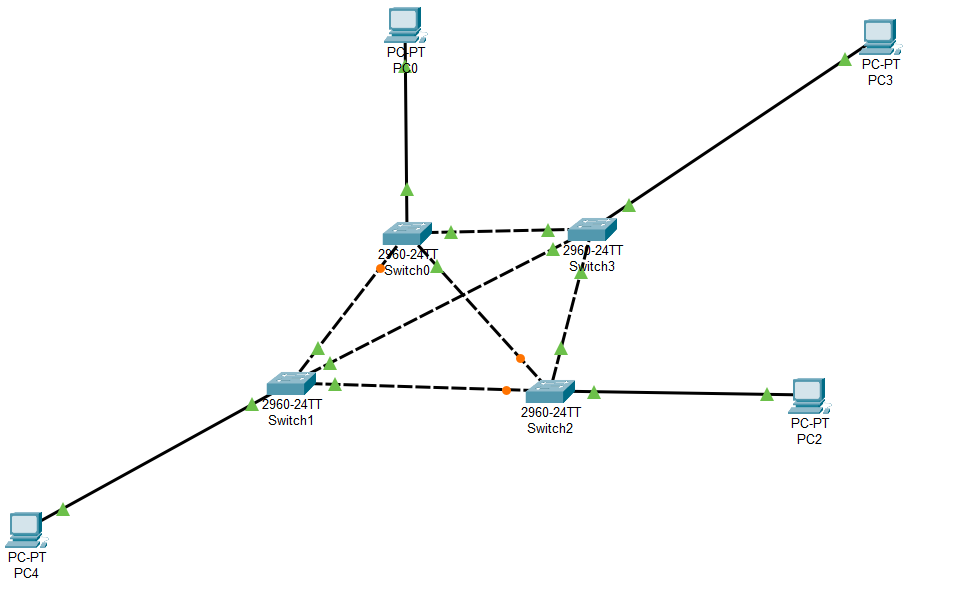 PC-PT
PC0
PC-PT
PC3
2960-24TT
Switch0
2960-24TT
Switch3
2960-24TT
Switch1
2960-24TT
Switch2
PC-PT
PC2
PC-PT
PC4